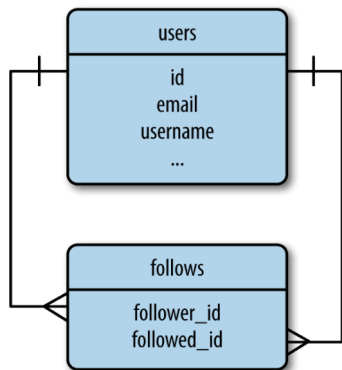 users
id
email
username
...
follows
follower_id
followed_id